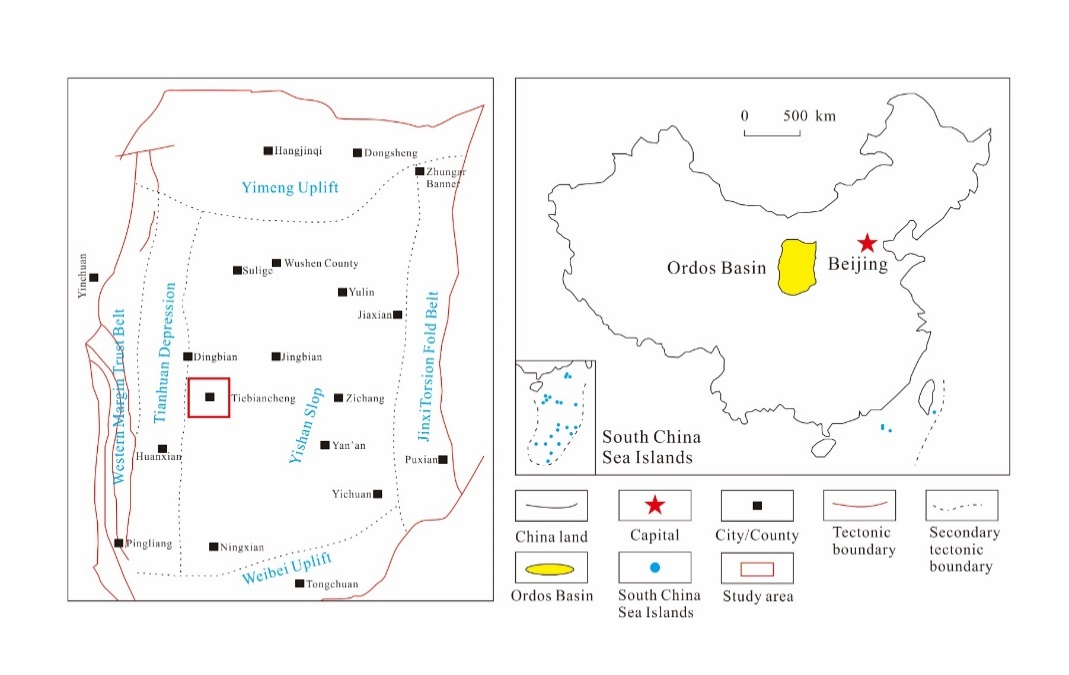 Hangjinqi
Dongsheng
Zhungar
Banner
Yimeng Uplift
Yinchuan
Sulige
Wushen County
Yulin
Jiaxian
Western Margin Trust Belt
Tianhuan Depression
JinxiTorsion Fold Belt
Dingbian
Jingbian
Tiebiancheng
Zichang
Yishan Slop
Huanxian
Yan'an
Puxian
Yichuan
Pingliang
Ningxian
Weibei Uplift
Tongchuan
0 500 km
Ordos Basin
Beijing
South China
Sea Islands
China land
Capital
City/County
Tectonic
boundary
Secondary
tectonic
boundary
Ordos Basin
South China
Sea Islands
Study area